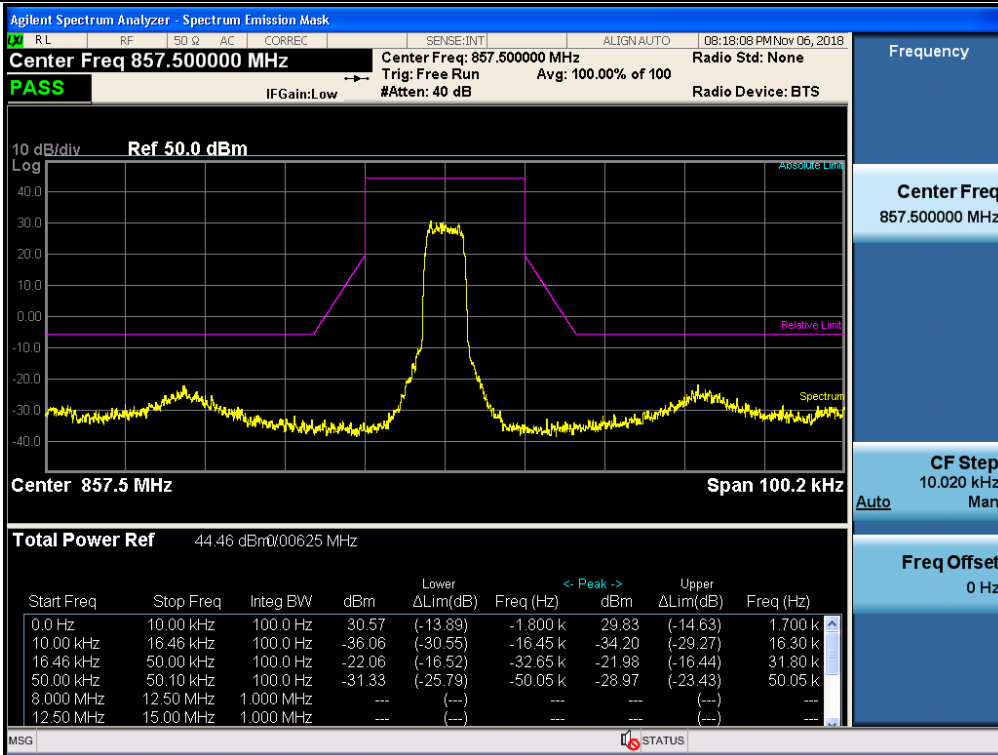 Agilent Spectrum Analyzer - Spectrum Emission Mask
LXI RL RF 50 Ω AC CORREC SENSE:INT ALIGN AUTO 08:18:08 PM Nov 06, 2018
Center Freq 857.500000 MHz
Center Freq: 857.500000 MHz Radio Std: None
Trig: Free Run Avg: 100.00% of 100
PASS
IFGain:Low #Atten: 40 dB Radio Device: BTS
10 dB/div Ref 50.0 dBm
Log
Absolute Limit
40.0
30.0
20.0
10.0
0.00
Relative Limit
-10.0
-20.0
Spectrum
-30.0
-40.0
Center 857.5 MHz Span 100.2 kHz
Total Power Ref 44.46 dBm/0.00625 MHz
Lower <- Peak -> Upper
Start Freq Stop Freq Integ BW dBm ΔLim(dB) Freq (Hz) dBm ΔLim(dB) Freq (Hz)
0.0 Hz 10.00 kHz 100.0 Hz 30.57 (-13.89) -1.800 k 29.83 (-14.63) 1.700 k
10.00 kHz 16.46 kHz 100.0 Hz -36.06 (-30.55) -16.45 k -34.20 (-29.27) 16.30 k
16.46 kHz 50.00 kHz 100.0 Hz -22.06 (-16.52) -32.65 k -21.98 (-16.44) 31.80 k
50.00 kHz 50.10 kHz 100.0 Hz -31.33 (-25.79) -50.05 k -28.97 (-23.43) 50.05 k
8.000 MHz 12.50 MHz 1.000 MHz --- (---) --- --- (---) ---
12.50 MHz 15.00 MHz 1.000 MHz --- (---) --- --- (---) ---
MSG STATUS
Frequency
Center Freq
857.500000 MHz
CF Step
10.020 kHz
Auto Man
Freq Offset
0 Hz